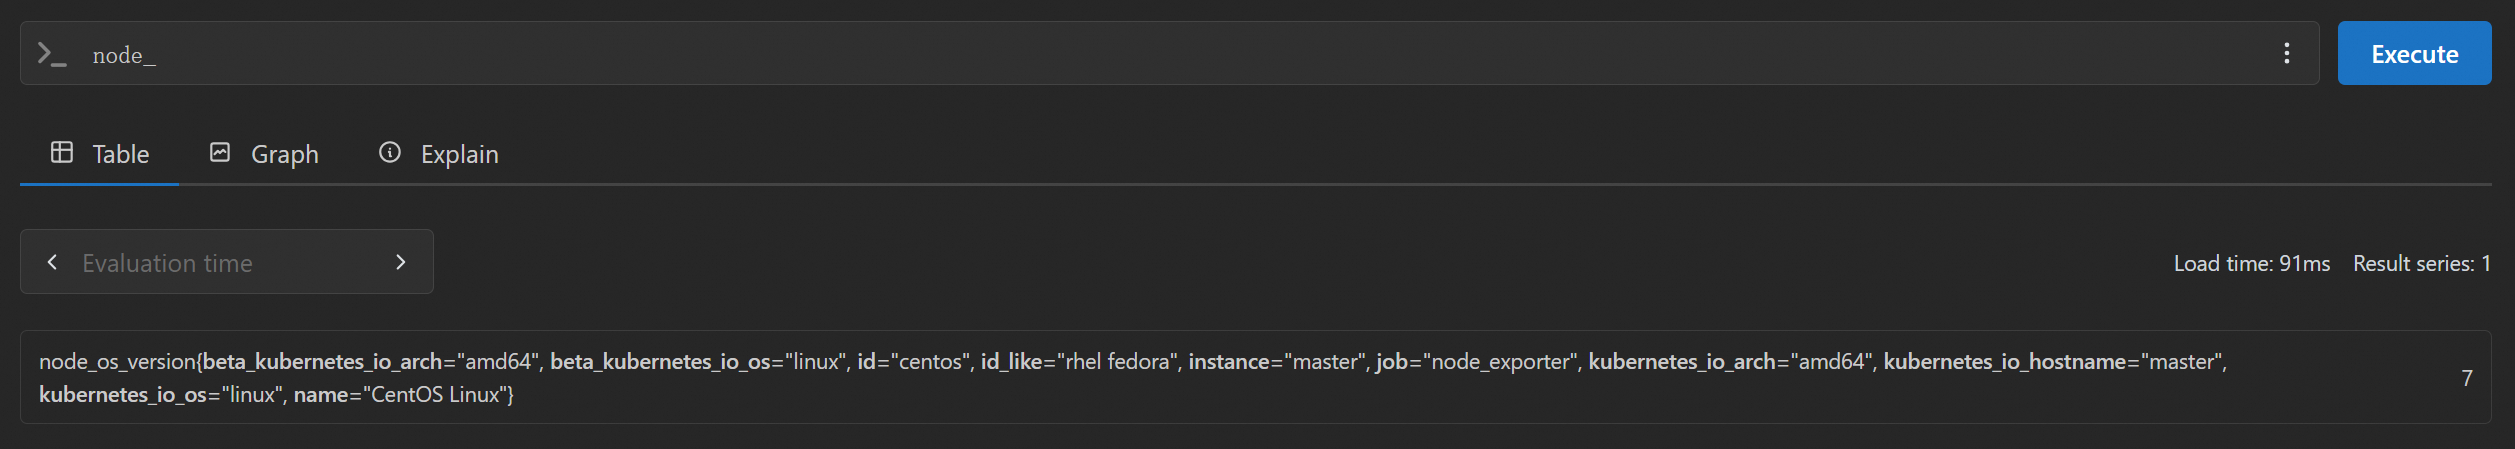 node_
Execute
Table Graph Explain
Evaluation time Load time: 91ms Result series: 1
node_os_version{beta_kubernetes_io_arch="amd64", beta_kubernetes_io_os="linux", id="centos", id_like="rhel fedora", instance="master", job="node_exporter", kubernetes_io_arch="amd64", kubernetes_io_hostname="master",
kubernetes_io_os="linux", name="CentOS Linux"}
7